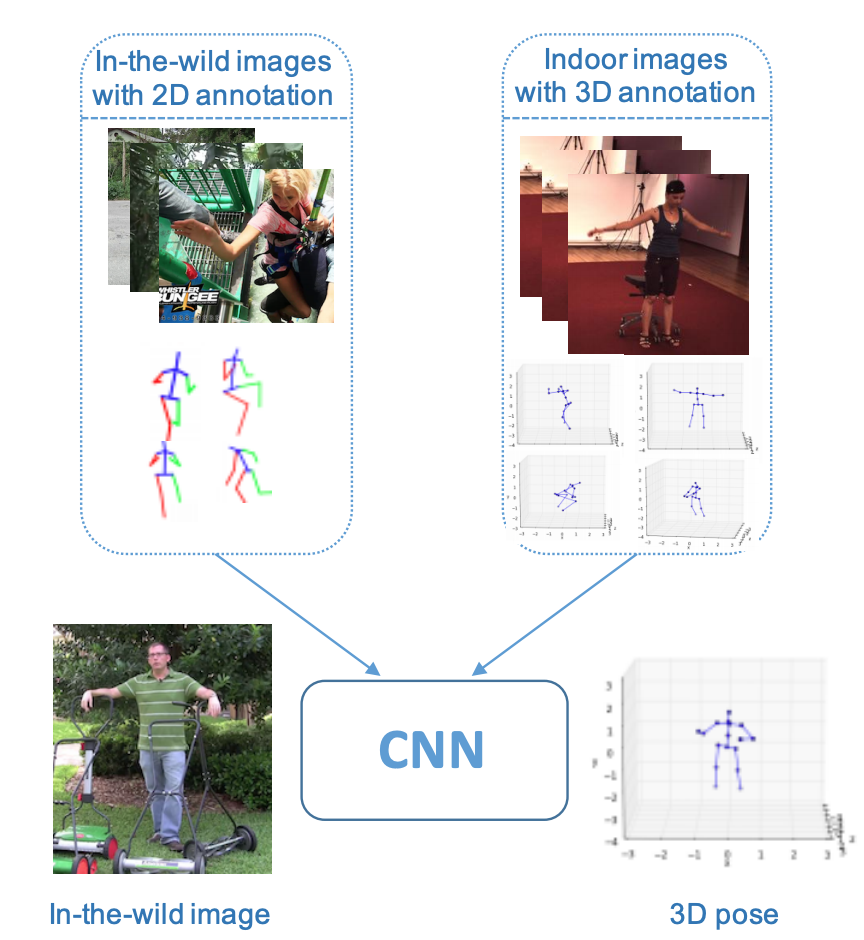 In-the-wild images
with 2D annotation
Indoor images
with 3D annotation
WHISTLER
BUNGEE
CNN
3
2
1
0
−1
−2
−3
−4
−3 −2 −1 0 1 2 3
In-the-wild image
3D pose